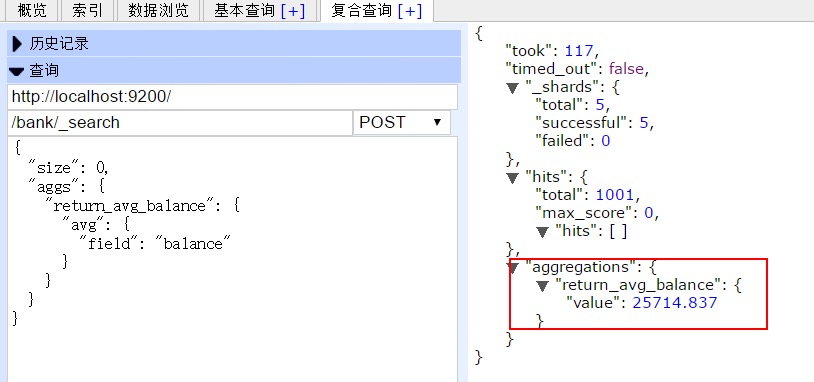 概览 索引 数据浏览 基本查询 [+] 复合查询 [+]
历史记录
查询
http://localhost:9200/
/bank/_search POST
{
"size": 0,
"aggs": {
"return_avg_balance": {
"avg": {
"field": "balance"
}
}
}
}
{
"took": 117,
"timed_out": false,
"_shards": {
"total": 5,
"successful": 5,
"failed": 0
},
"hits": {
"total": 1001,
"max_score": 0,
"hits": [ ]
},
"aggregations": {
"return_avg_balance": {
"value": 25714.837
}
}
}